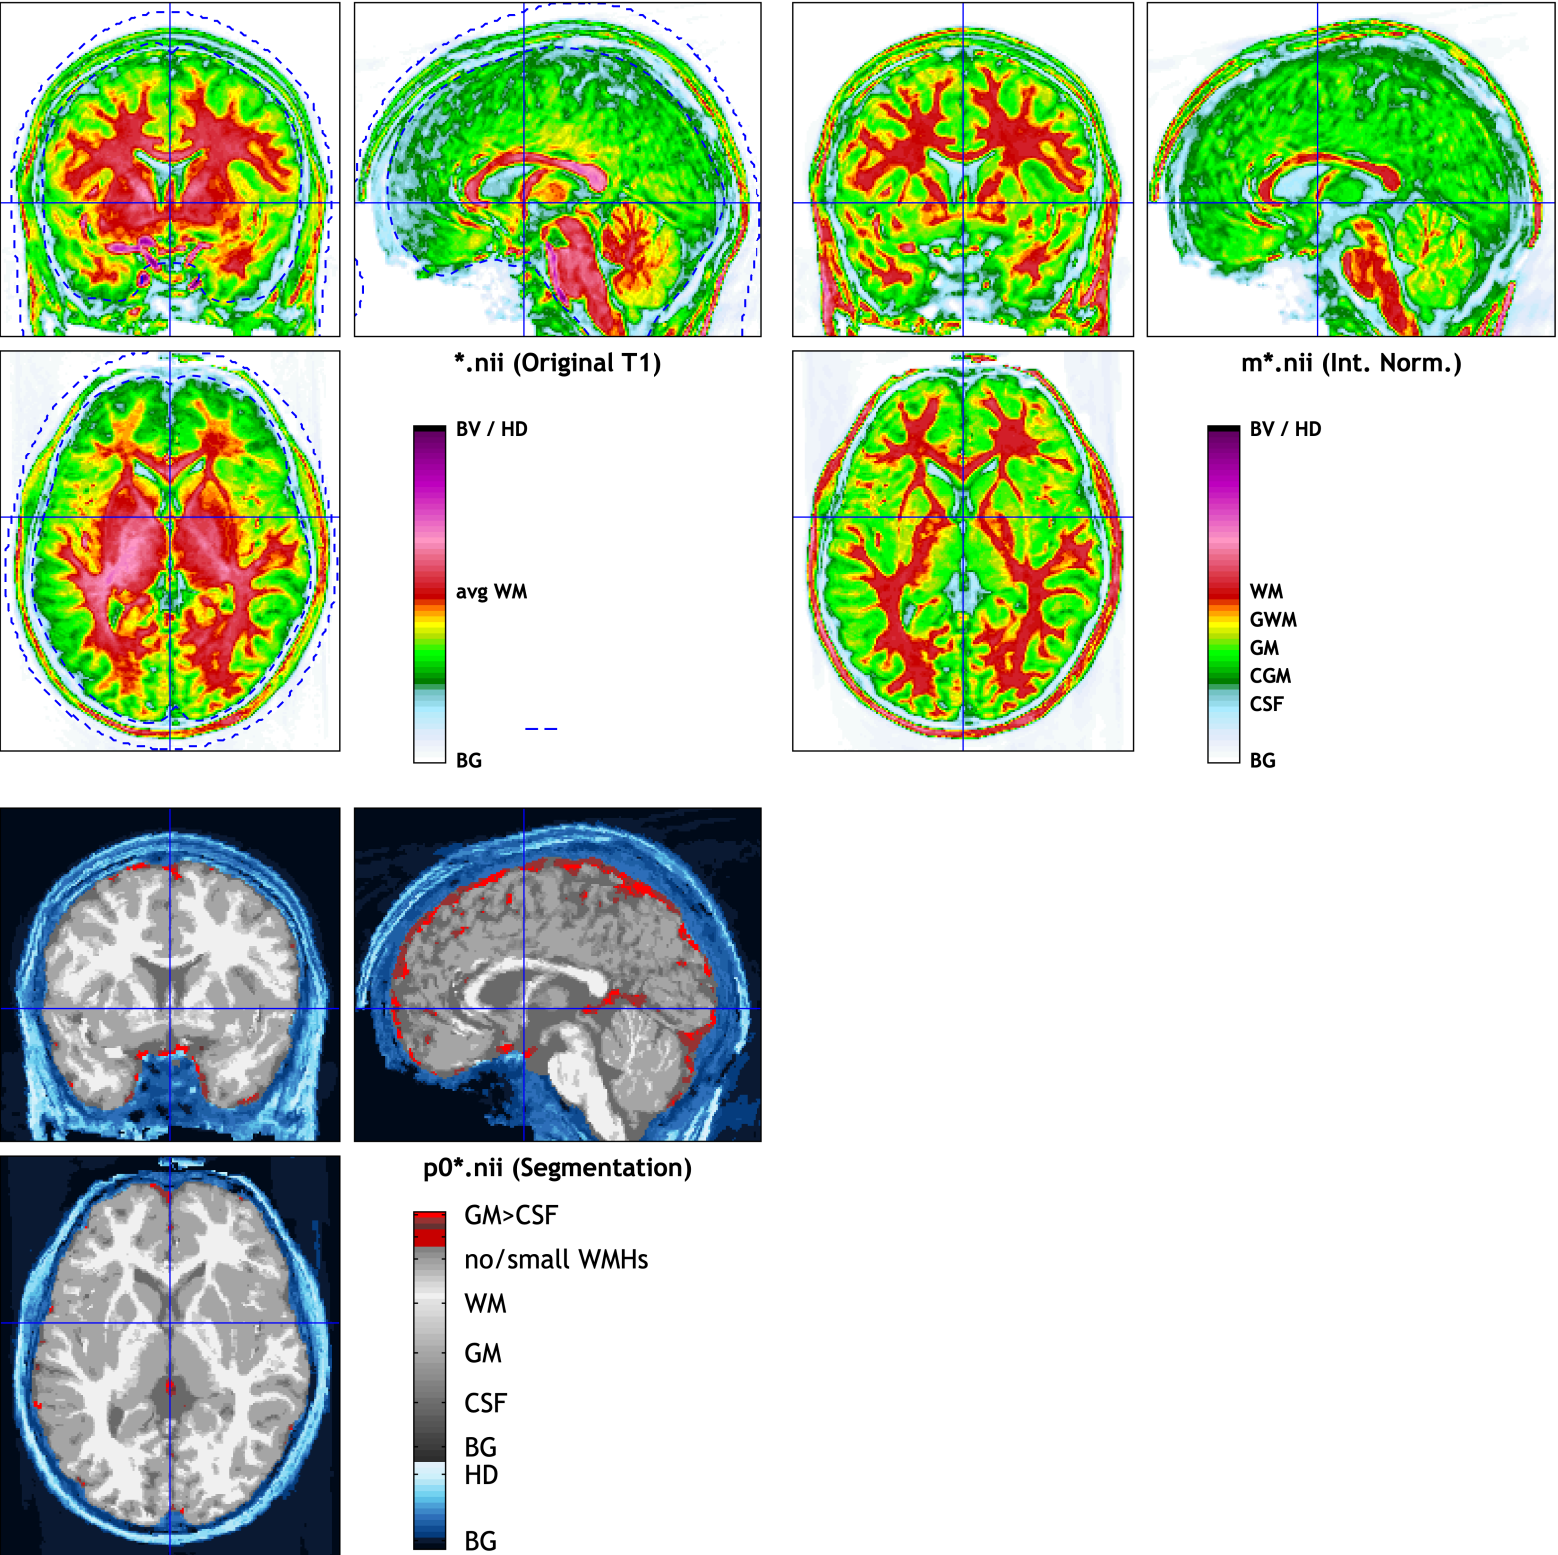 *.nii (Original T1)
BV / HD
avg WM
BG
m*.nii (Int. Norm.)
BV / HD
WM
GWM
GM
CGM
CSF
BG
p0*.nii (Segmentation)
GM>CSF
no/small WMHs
WM
GM
CSF
BG
HD
BG